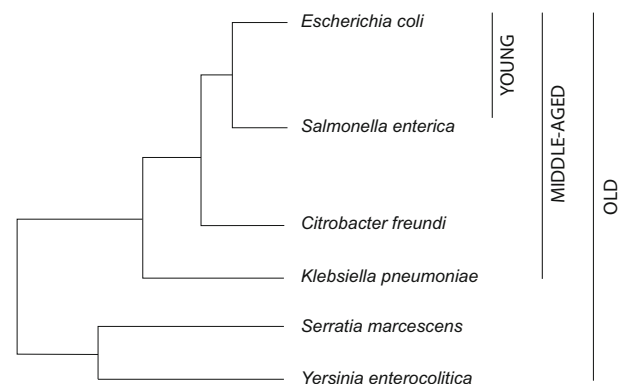 Escherichia coli
Salmonella enterica
Citrobacter freundi
Klebsiella pneumoniae
Serratia marcescens
Yersinia enterocolitica
YOUNG
MIDDLE-AGED
OLD